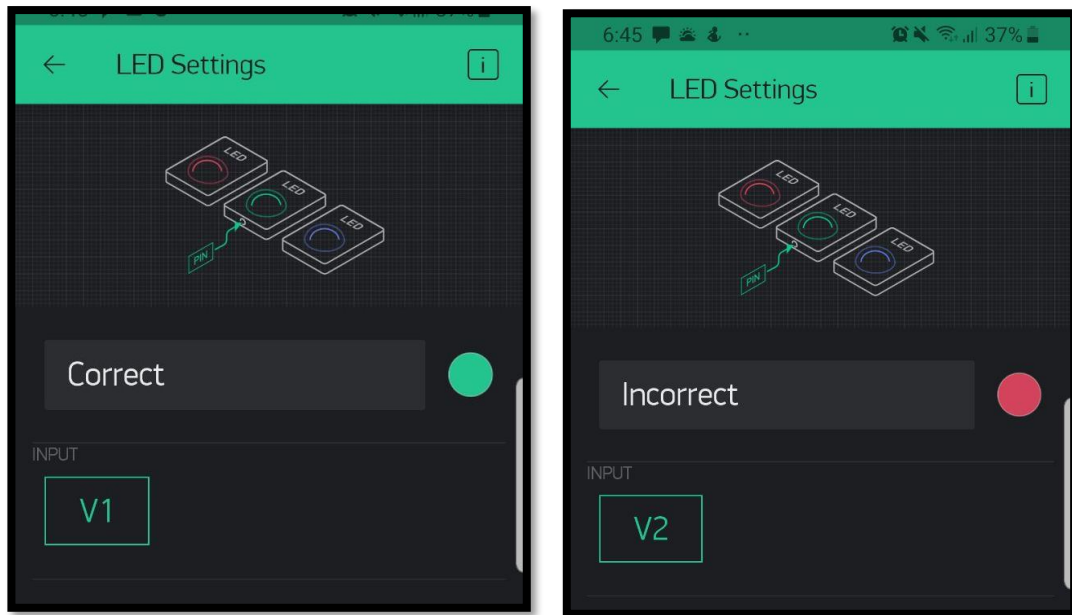 LED Settings
i
LED
LED
LED
PIN
Correct
INPUT
V1
6:45
37%
LED Settings
i
LED
LED
LED
PIN
Incorrect
INPUT
V2